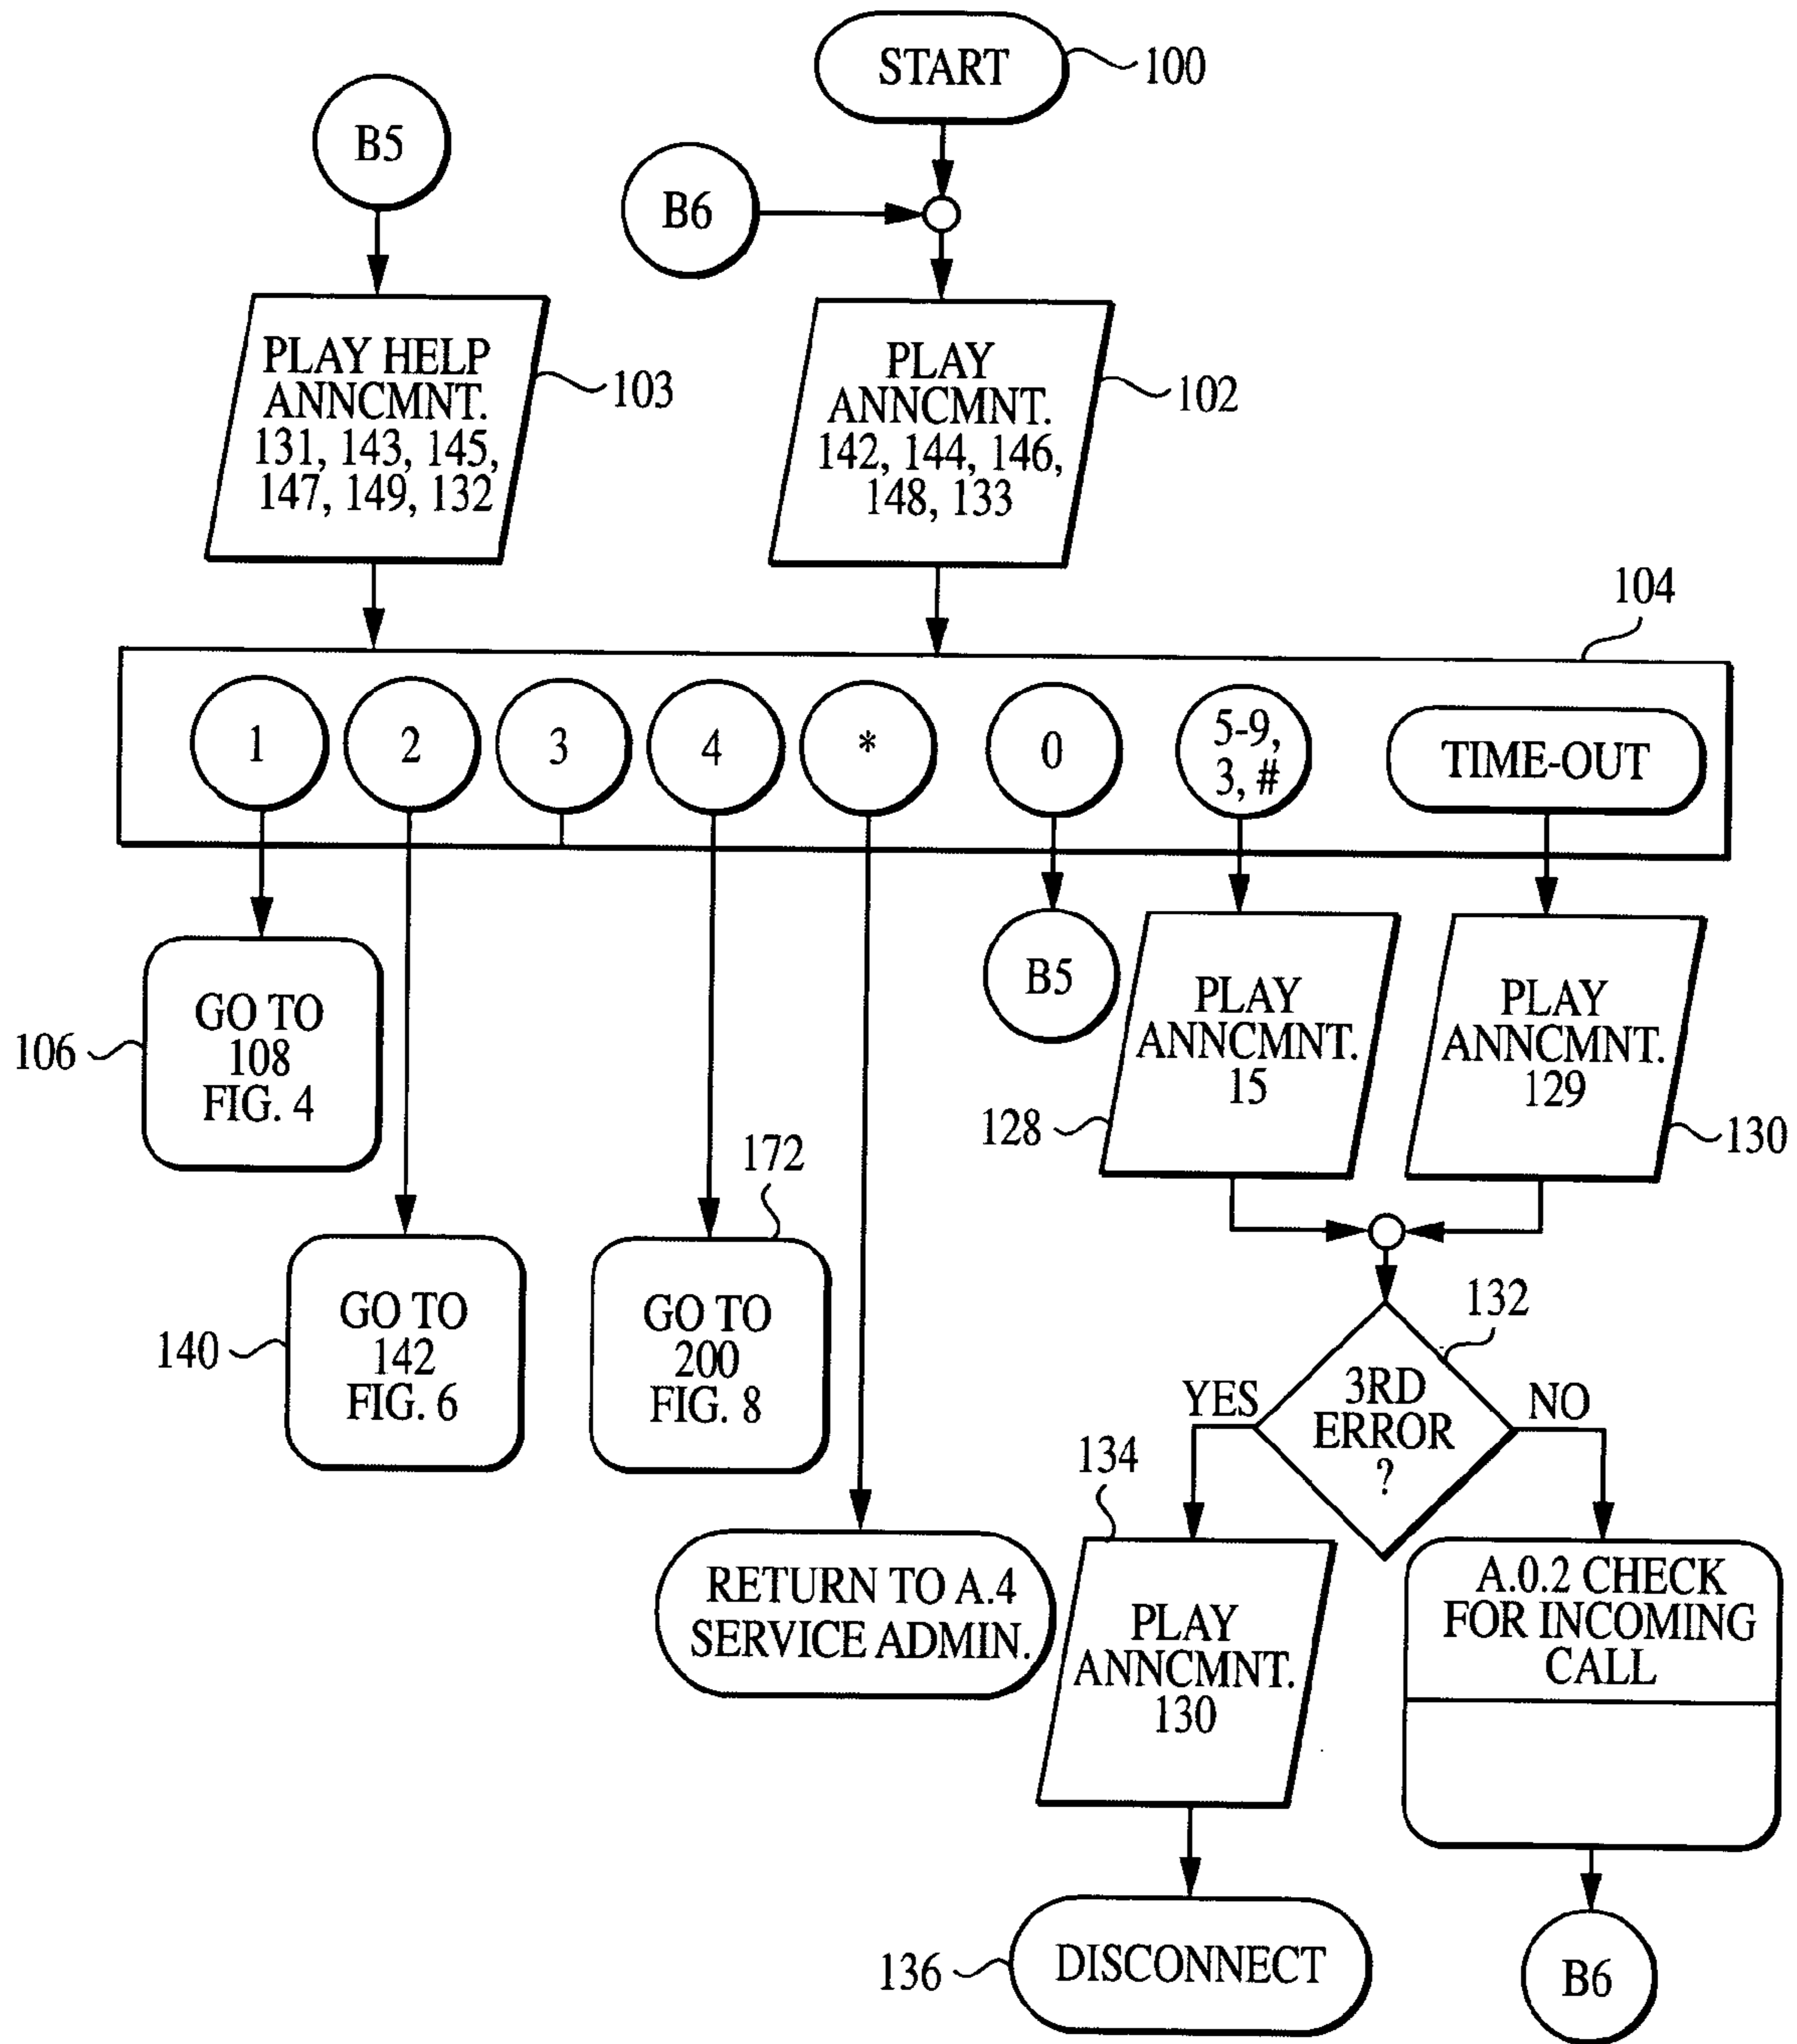 START
100
B5
B6
PLAY HELP
ANNCMNT.
131, 143, 145,
147, 149, 132
103
PLAY
ANNCMNT.
142, 144, 146,
148, 133
102
104
1
2
3
4
*
0
5-9,
3, #
TIME-OUT
GO TO
108
FIG. 4
106
B5
PLAY
ANNCMNT.
15
128
PLAY
ANNCMNT.
129
130
GO TO
142
FIG. 6
140
172
GO TO
200
FIG. 8
132
3RD
ERROR
?
YES
NO
RETURN TO A.4
SERVICE ADMIN.
134
PLAY
ANNCMNT.
130
A.0.2 CHECK
FOR INCOMING
CALL
136
DISCONNECT
B6